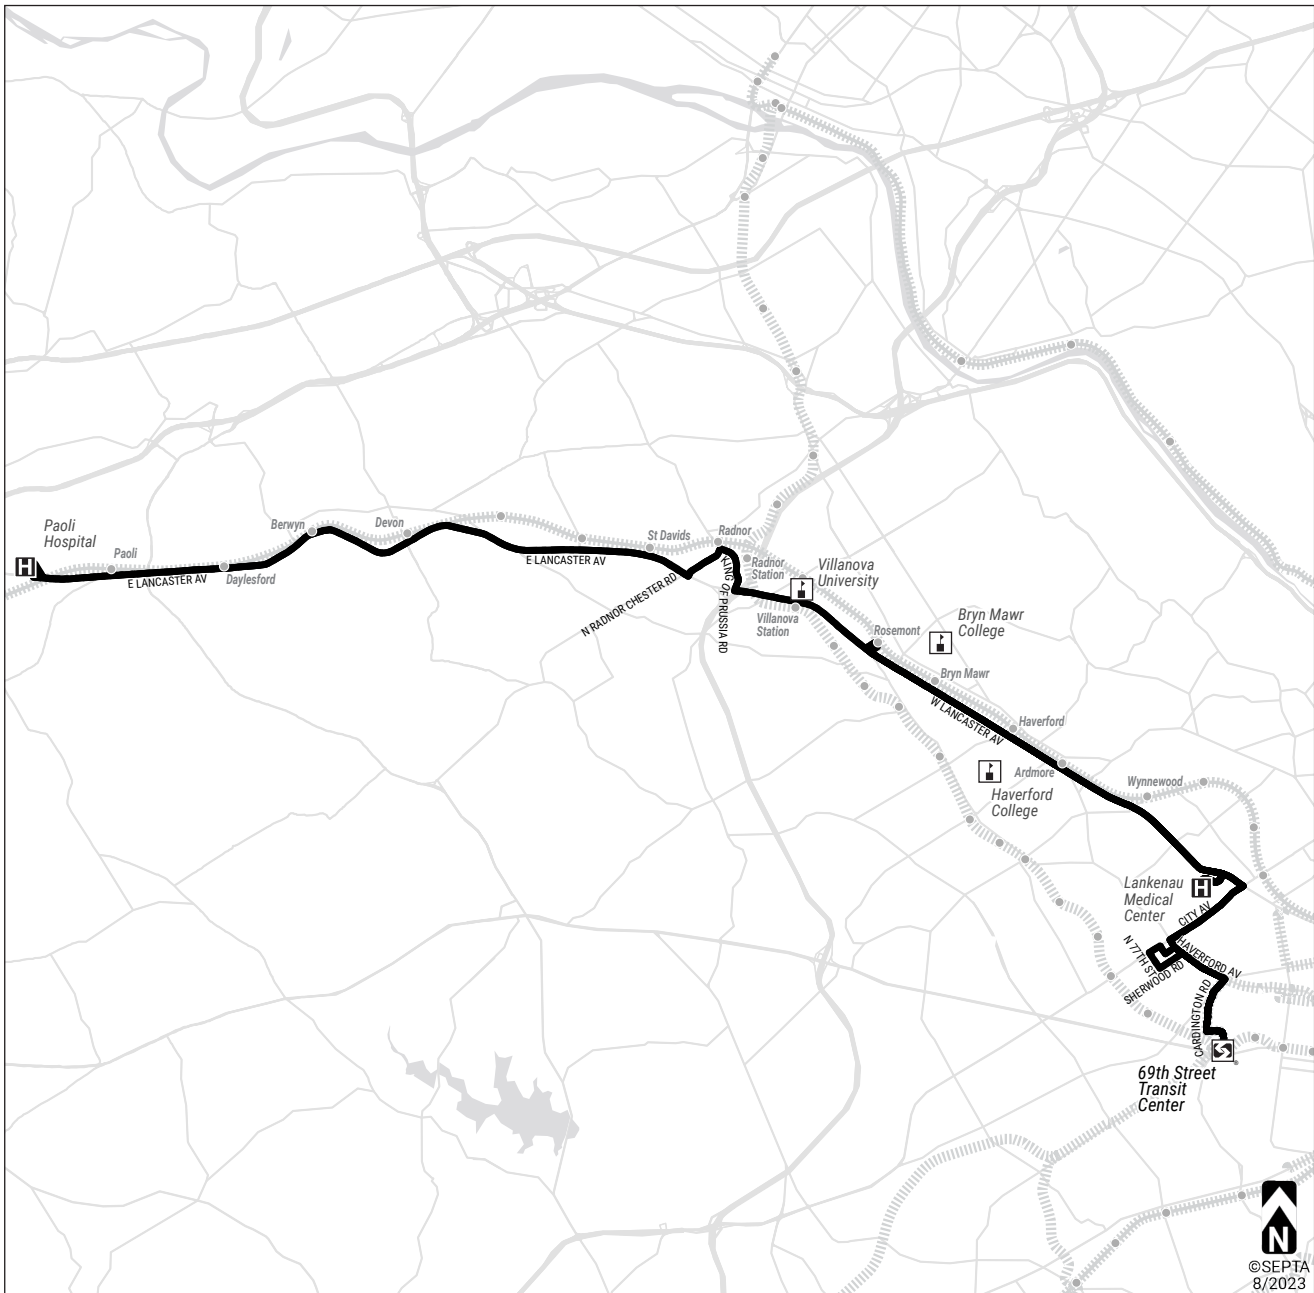 Paoli
Hospital
Paoli
E LANCASTER AV
Daylesford
Berwyn
Devon
E LANCASTER AV
St Davids
Radnor
N RADNOR CHESTER RD
KING OF PRUSSIA RD
Radnor
Station
Villanova
University
Villanova
Station
Rosemont
Bryn Mawr
College
Bryn Mawr
W LANCASTER AV
Haverford
Ardmore
Haverford
College
Wynnewood
Lankenau
Medical
Center
H
H
CITY AV
HAVERFORD AV
N 77TH ST
SHERWOOD RD
CARDINGTON RD
69th Street
Transit
Center
N
©SEPTA
8/2023